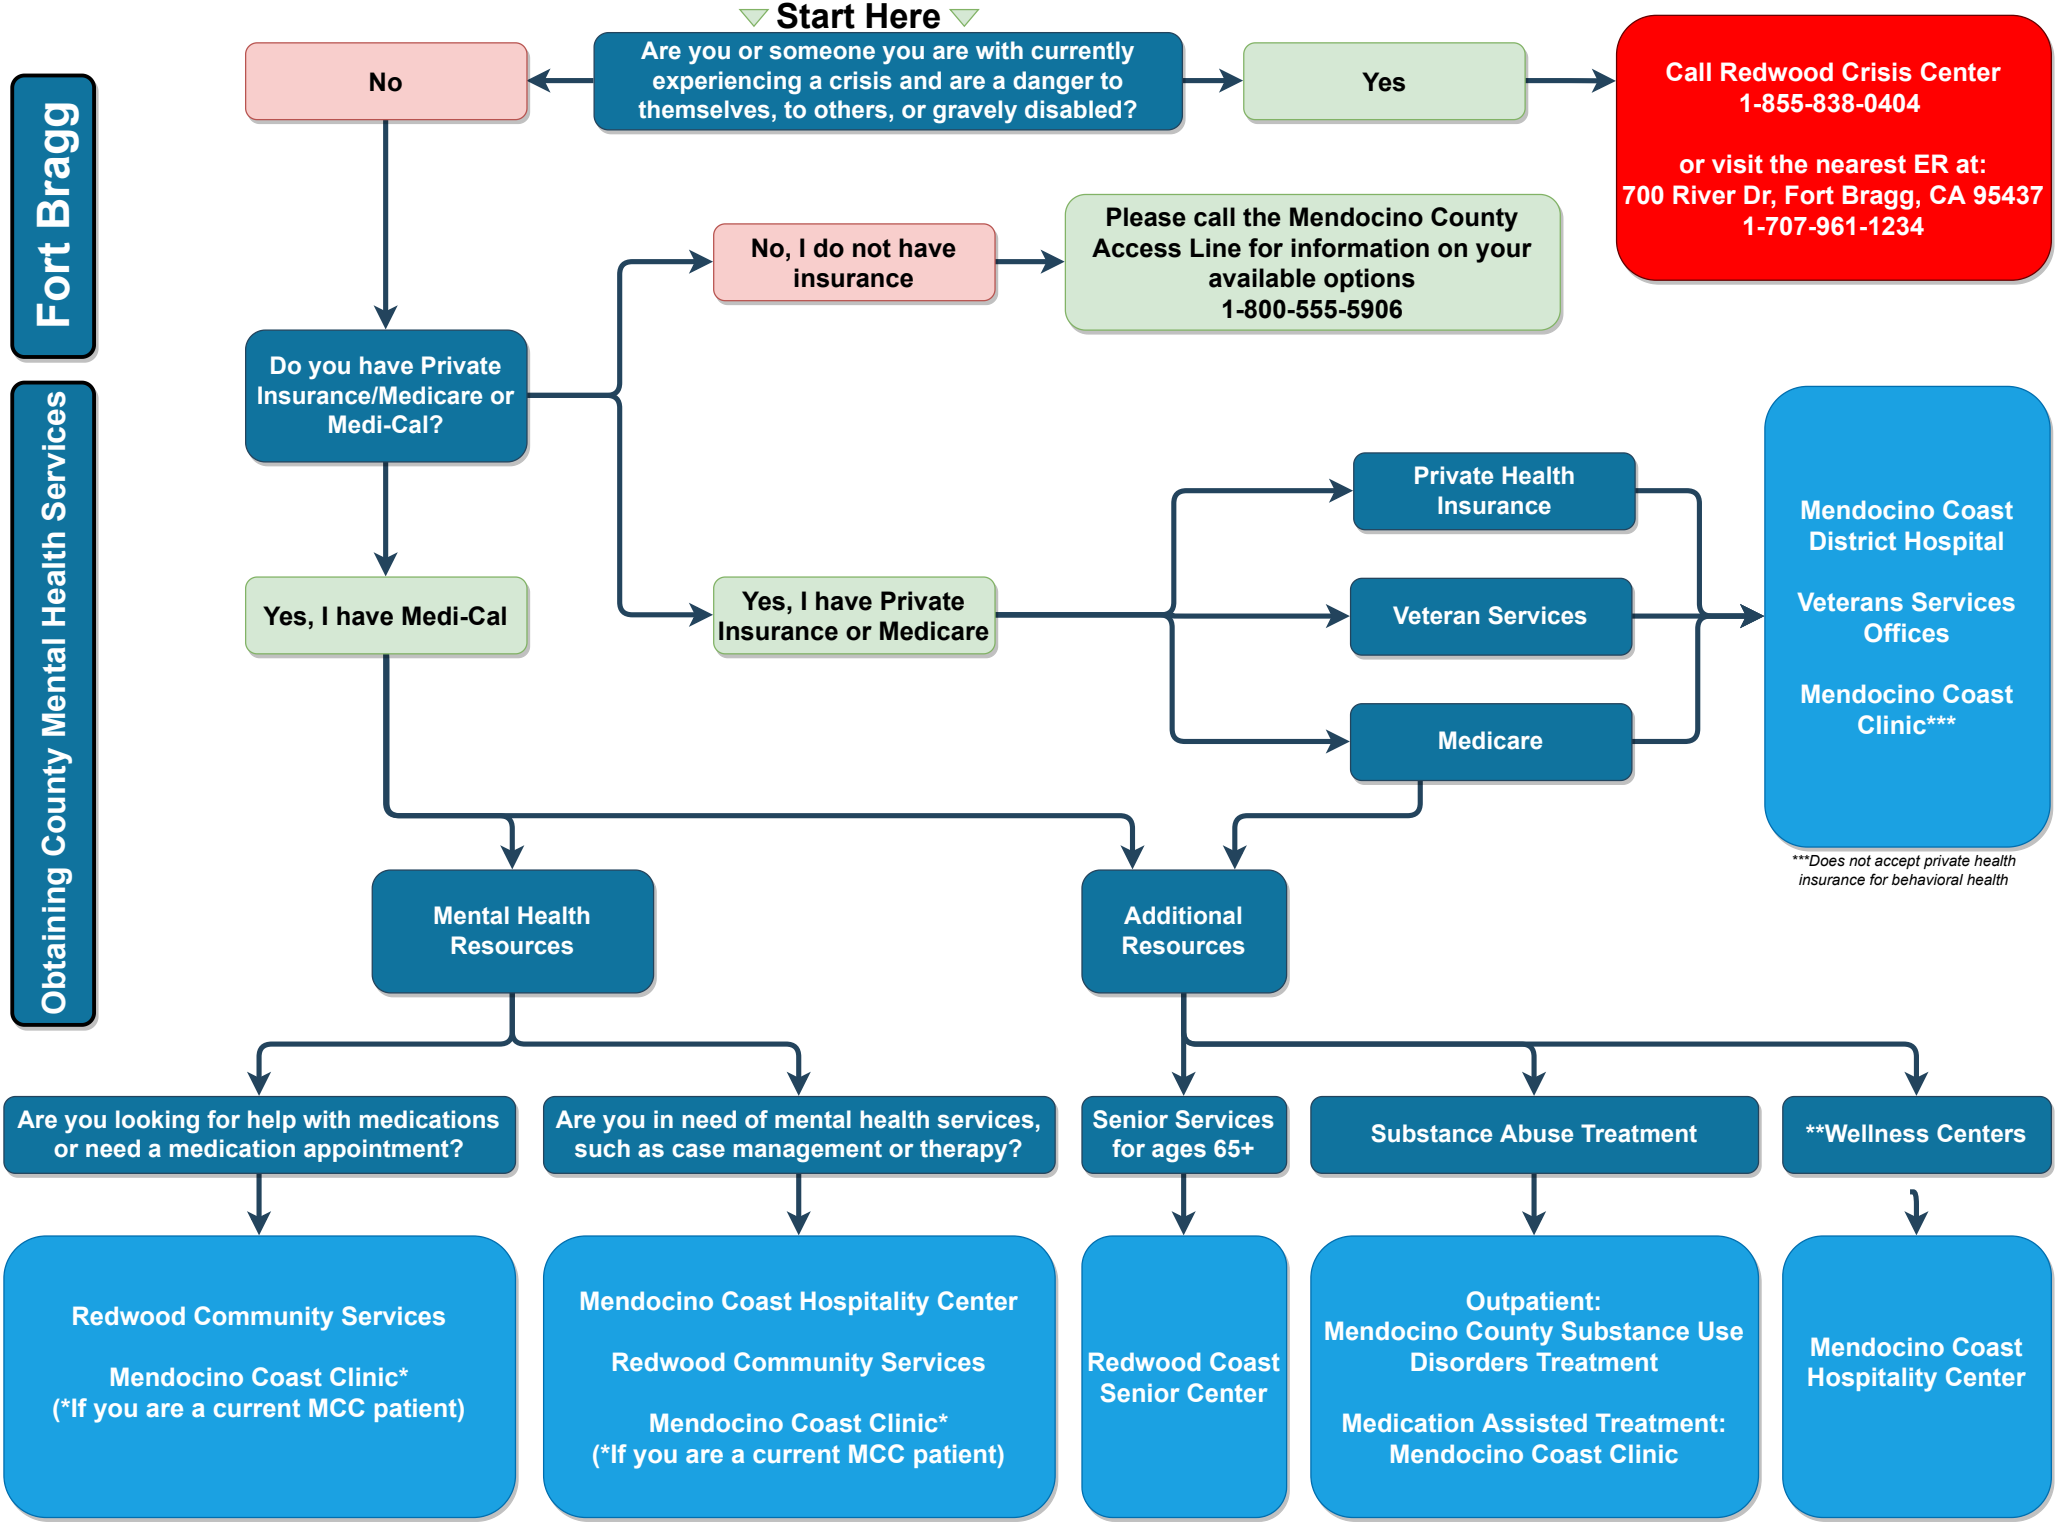 Start Here
Are you or someone you are with currently
experiencing a crisis and are a danger to
themselves, to others, or gravely disabled?
No
Yes
Call Redwood Crisis Center
1-855-838-0404
or visit the nearest ER at:
700 River Dr, Fort Bragg, CA 95437
1-707-961-1234
Fort Bragg
Obtaining County Mental Health Services
No, I do not have
insurance
Please call the Mendocino County
Access Line for information on your
available options
1-800-555-5906
Do you have Private
Insurance/Medicare or
Medi-Cal?
Yes, I have Medi-Cal
Yes, I have Private
Insurance or Medicare
Private Health
Insurance
Veteran Services
Medicare
Mendocino Coast
District Hospital
Veterans Services
Offices
Mendocino Coast
Clinic***
***Does not accept private health
insurance for behavioral health
Mental Health
Resources
Additional
Resources
Are you looking for help with medications
or need a medication appointment?
Are you in need of mental health services,
such as case management or therapy?
Senior Services
for ages 65+
Substance Abuse Treatment
**Wellness Centers
Redwood Community Services
Mendocino Coast Clinic*
(*If you are a current MCC patient)
Mendocino Coast Hospitality Center
Redwood Community Services
Mendocino Coast Clinic*
(*If you are a current MCC patient)
Redwood Coast
Senior Center
Outpatient:
Mendocino County Substance Use
Disorders Treatment
Medication Assisted Treatment:
Mendocino Coast Clinic
Mendocino Coast
Hospitality Center